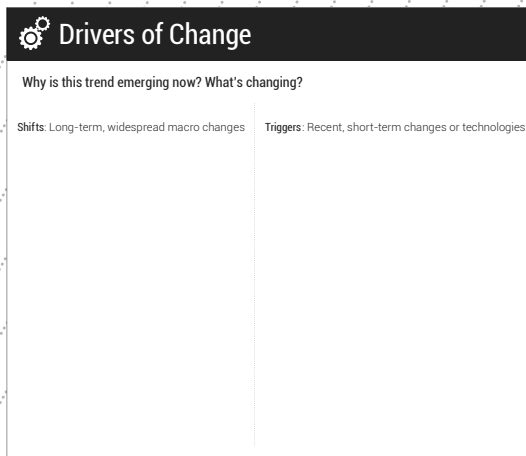 Drivers of Change
Why is this trend emerging now? What's changing?
Shifts: Long-term, widespread macro changes
Triggers: Recent, short-term changes or technologies